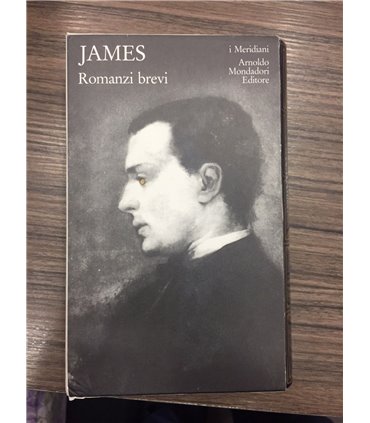 JAMES
Romanzi brevi
i Meridiani
Arnoldo
Mondadori
Editore